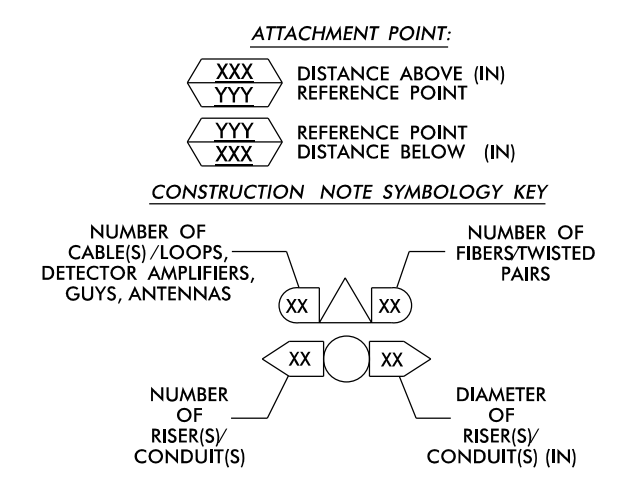 ATTACHMENT POINT:
XXX
YYY
DISTANCE ABOVE (IN)
REFERENCE POINT
YYY
XXX
REFERENCE POINT
DISTANCE BELOW (IN)
CONSTRUCTION NOTE SYMBOLOGY KEY
NUMBER OF
CABLE(S)/LOOPS,
DETECTOR AMPLIFIERS,
GUYS, ANTENNAS
NUMBER OF
FIBERS/TWISTED
PAIRS
XX
XX
XX
XX
NUMBER
OF
RISER(S)/
CONDUIT(S)
DIAMETER
OF
RISER(S)/
CONDUIT(S) (IN)